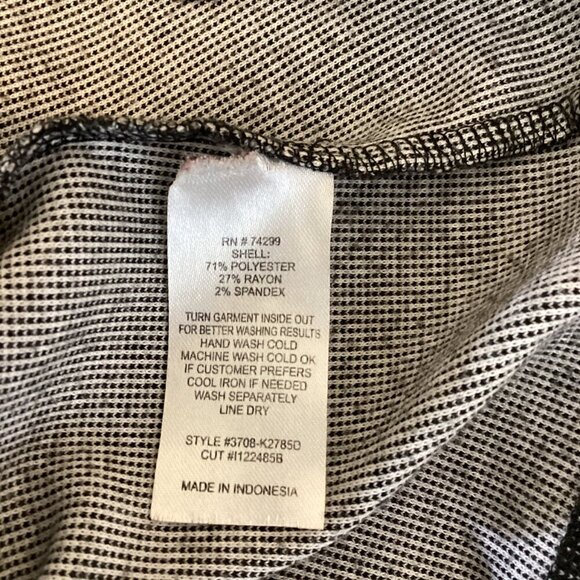 RN # 74299
SHELL:
71% POLYESTER
27% RAYON
2% SPANDEX
TURN GARMENT INSIDE OUT
FOR BETTER WASHING RESULTS
HAND WASH COLD
MACHINE WASH COLD OK
IF CUSTOMER PREFERS
COOL IRON IF NEEDED
WASH SEPARATELY
LINE DRY
STYLE #3708-K2785D
CUT #I122485B
MADE IN INDONESIA